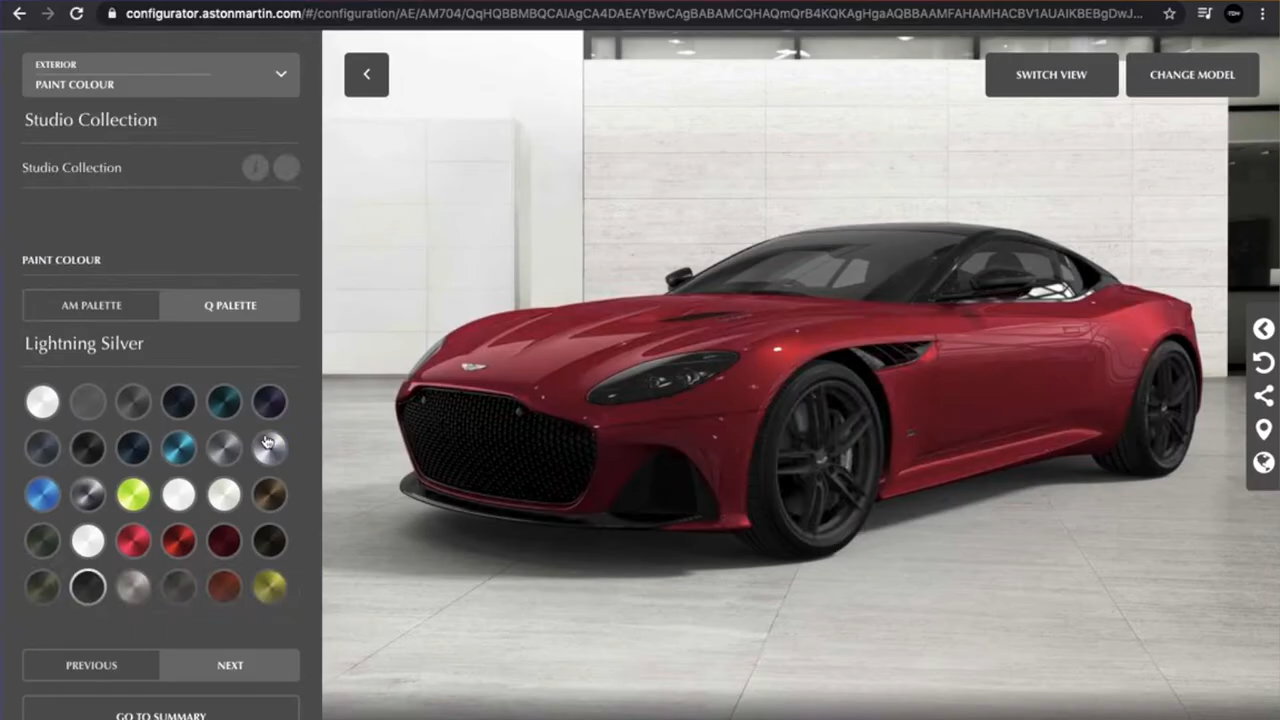 configurator.astonmartin.com/#/configuration/AE/AM704/QqHQBBMBQCAIAgCA4DAEAYBwCAgBABAMCQHAQmQrB4KQKAgHgaAQBBAAMFAHAMHACBV1AUAIKBEBgDwJ...
EXTERIOR
PAINT COLOUR
SWITCH VIEW
CHANGE MODEL
Studio Collection
Studio Collection
PAINT COLOUR
AM PALETTE
Q PALETTE
Lightning Silver
PREVIOUS
NEXT
GO TO SUMMARY